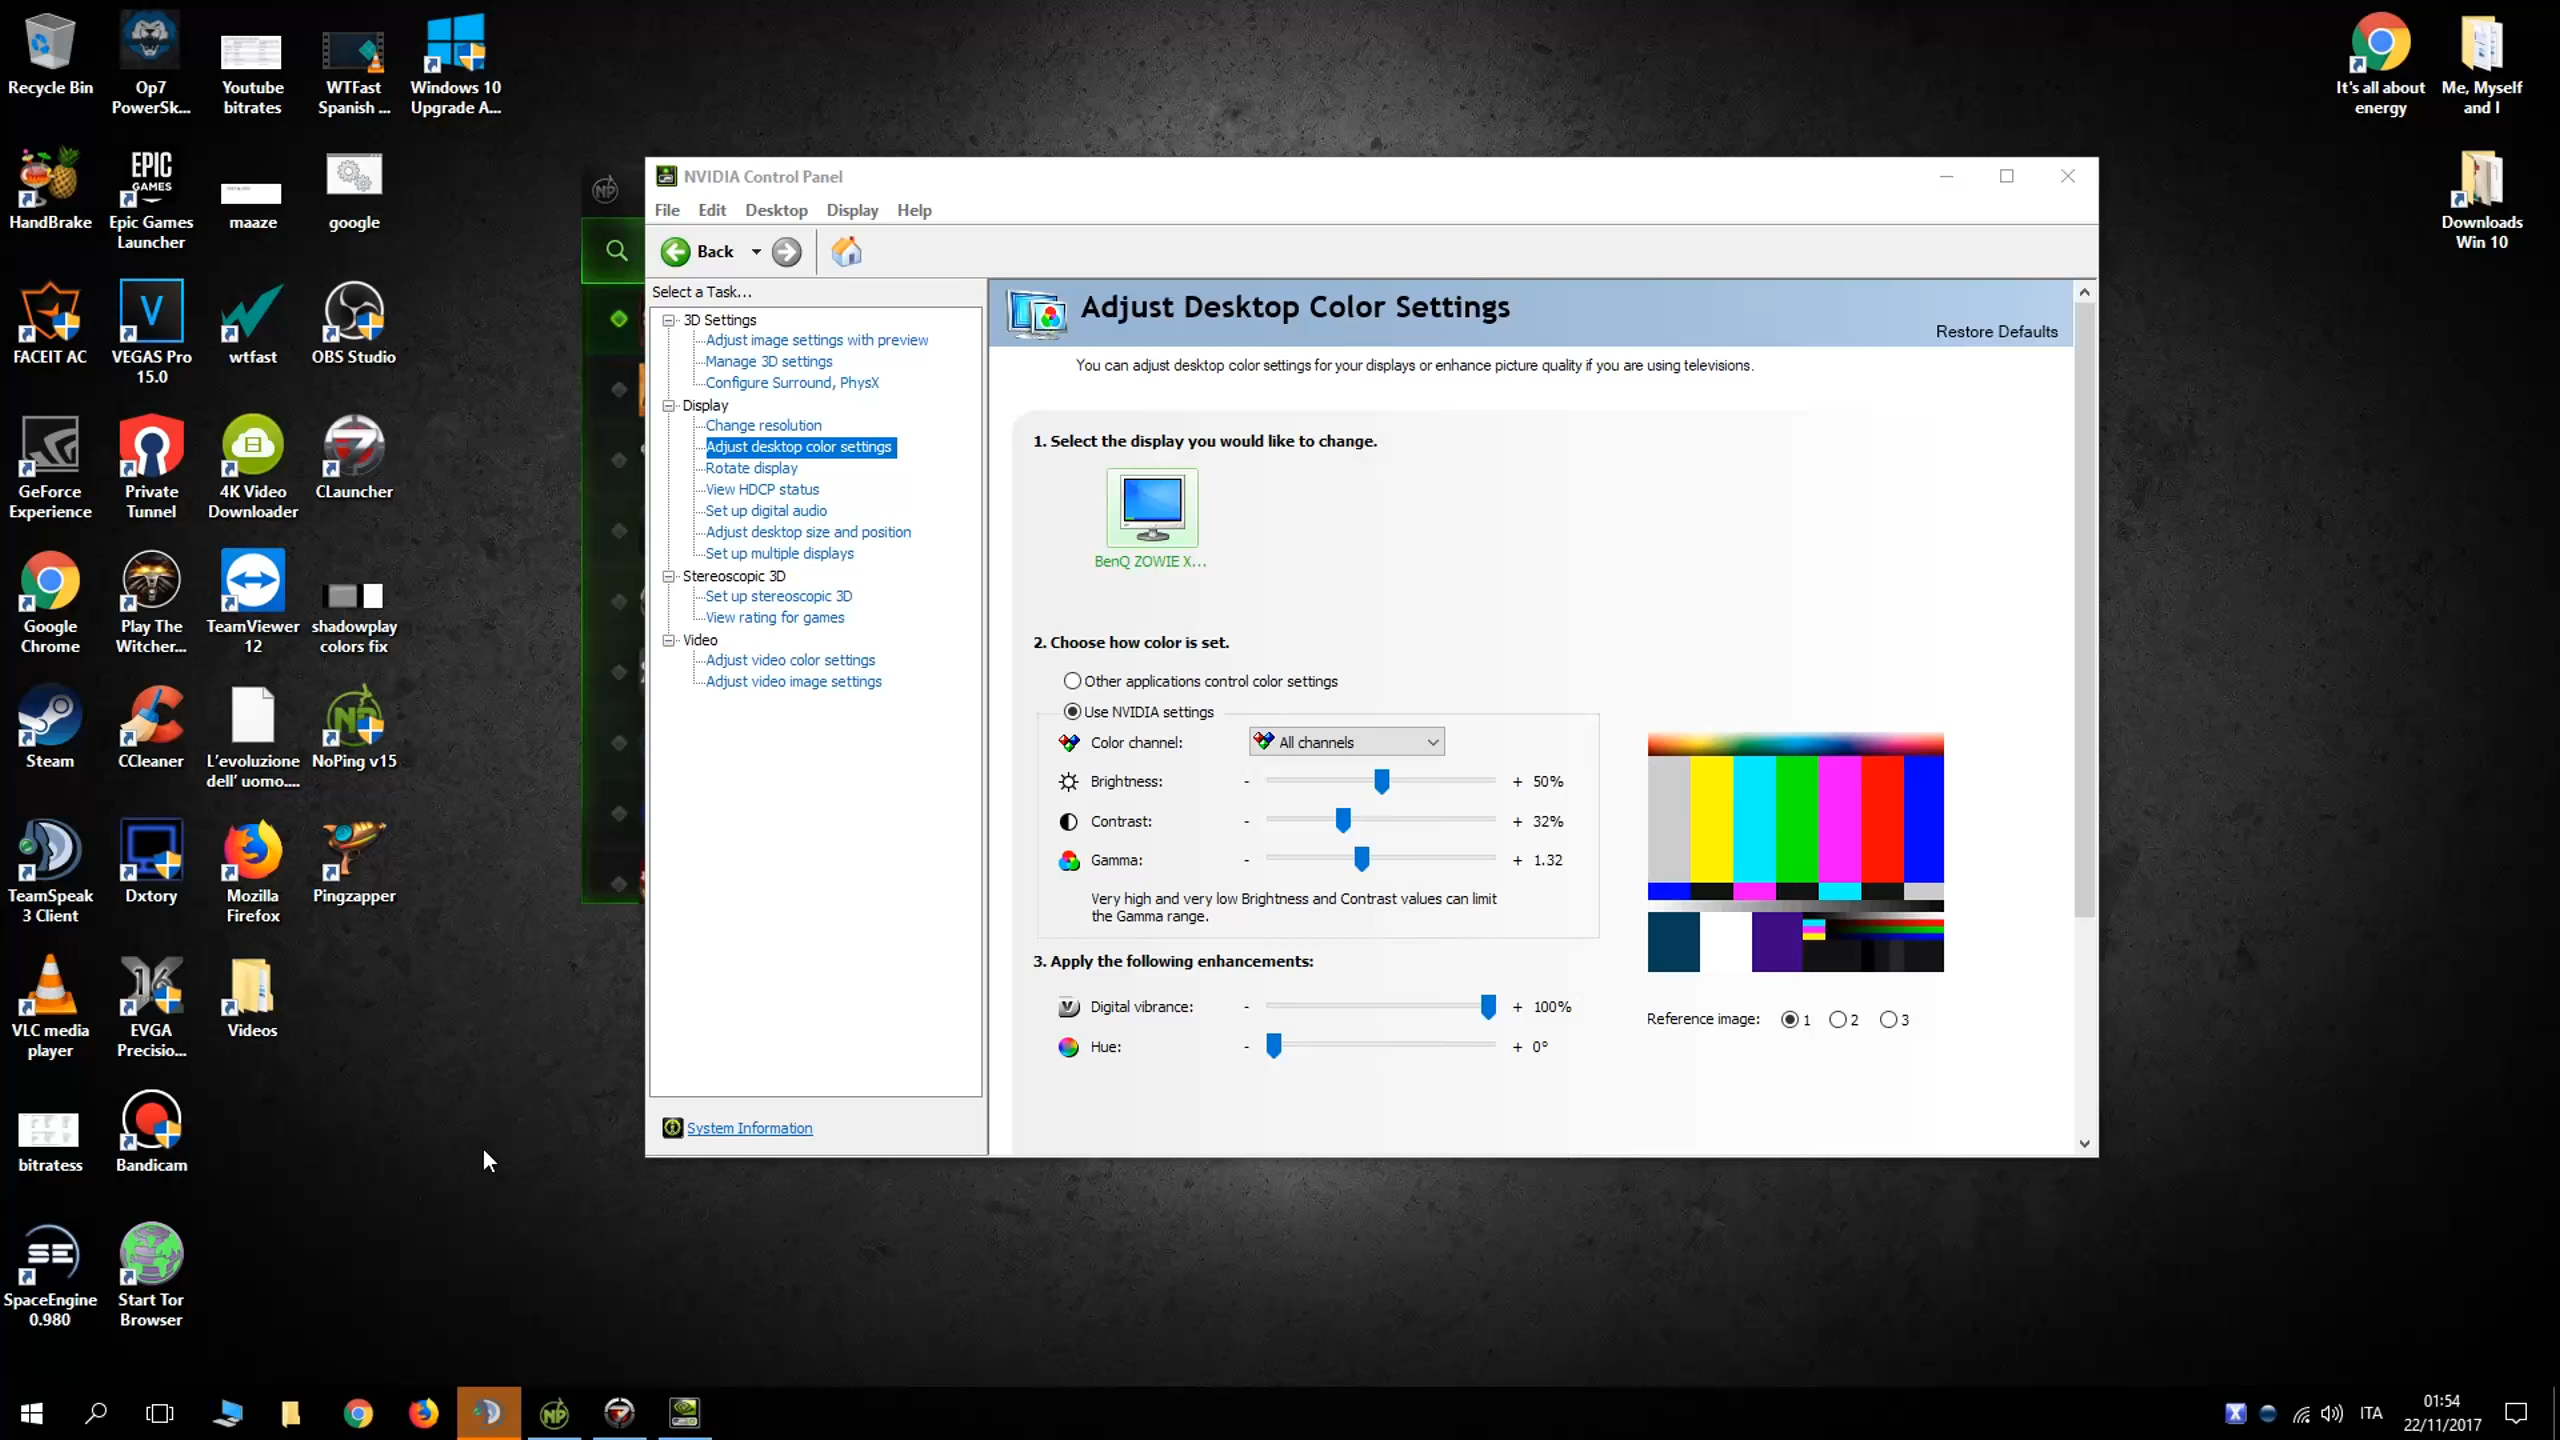 Recycle Bin
Op7
PowerSk...
Youtube
bitrates
WTFast
Spanish ...
Windows 10
Upgrade A...
It's all about
energy
Me, Myself
and I
HandBrake
EPIC
GAMES
Epic Games
Launcher
maaze
google
Downloads
Win 10
FACEIT AC
V
VEGAS Pro
15.0
wtfast
OBS Studio
GeForce
Experience
Private
Tunnel
4K Video
Downloader
CLauncher
Google
Chrome
Play The
Witcher...
TeamViewer
12
shadowplay
colors fix
Steam
CCleaner
L'evoluzione
dell' uomo....
NP
NoPing v15
TeamSpeak
3 Client
Dxtory
Mozilla
Firefox
Pingzapper
VLC media
player
16
EVGA
Precisio...
Videos
bitratess
Bandicam
SE
SpaceEngine
0.980
Start Tor
Browser
NP
NVIDIA Control Panel
File Edit Desktop Display Help
Back
Select a Task...
3D Settings
Adjust image settings with preview
Manage 3D settings
Configure Surround, PhysX
Display
Change resolution
Adjust desktop color settings
Rotate display
View HDCP status
Set up digital audio
Adjust desktop size and position
Set up multiple displays
Stereoscopic 3D
Set up stereoscopic 3D
View rating for games
Video
Adjust video color settings
Adjust video image settings
System Information
Adjust Desktop Color Settings
Restore Defaults
You can adjust desktop color settings for your displays or enhance picture quality if you are using televisions.
1. Select the display you would like to change.
BenQ ZOWIE X...
2. Choose how color is set.
Other applications control color settings
Use NVIDIA settings
Color channel: All channels
Brightness: - + 50%
Contrast: - + 32%
Gamma: - + 1.32
Very high and very low Brightness and Contrast values can limit
the Gamma range.
3. Apply the following enhancements:
Digital vibrance: - + 100%
Hue: - + 0°
Reference image: 1 2 3
NP
X
ITA
01:54
22/11/2017